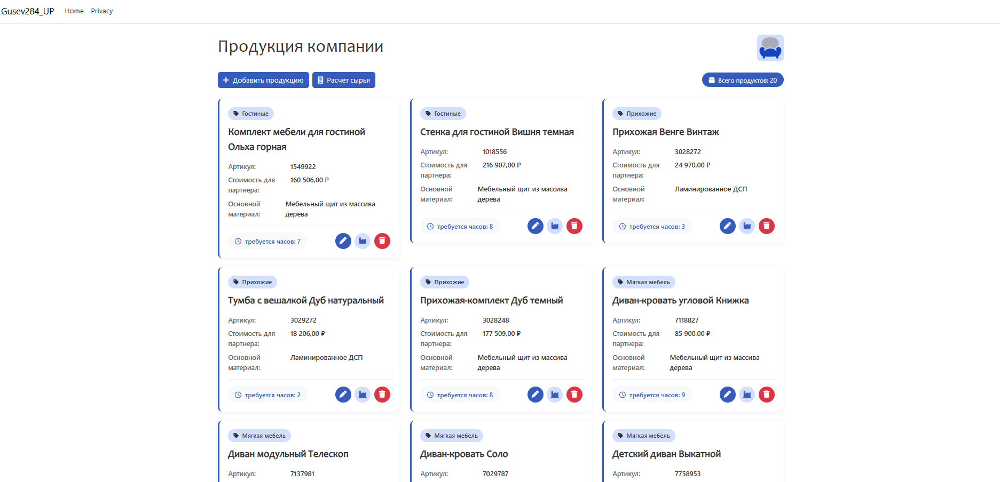 Gusev284_UP Home Privacy
Продукция компании
Добавить продукцию Расчёт сырья Всего продуктов: 20
Гостиные
Комплект мебели для гостиной
Ольха горная
Артикул: 1549922
Стоимость для партнера: 160 506,00 ₽
Основной материал: Мебельный щит из массива дерева
требуется часов: 7
Гостиные
Стенка для гостиной Вишня темная
Артикул: 1018556
Стоимость для партнера: 216 907,00 ₽
Основной материал: Мебельный щит из массива дерева
требуется часов: 8
Прихожие
Прихожая Венге Винтаж
Артикул: 3028272
Стоимость для партнера: 24 970,00 ₽
Основной материал: Ламинированное ДСП
требуется часов: 3
Прихожие
Тумба с вешалкой Дуб натуральный
Артикул: 3029272
Стоимость для партнера: 18 206,00 ₽
Основной материал: Ламинированное ДСП
требуется часов: 2
Прихожие
Прихожая-комплект Дуб темный
Артикул: 3028248
Стоимость для партнера: 177 509,00 ₽
Основной материал: Мебельный щит из массива дерева
требуется часов: 8
Мягкая мебель
Диван-кровать угловой Книжка
Артикул: 7118827
Стоимость для партнера: 85 900,00 ₽
Основной материал: Мебельный щит из массива дерева
требуется часов: 9
Мягкая мебель
Диван модульный Телескоп
Артикул: 7137981
Мягкая мебель
Диван-кровать Соло
Артикул: 7029787
Мягкая мебель
Детский диван Выкатной
Артикул: 7758953